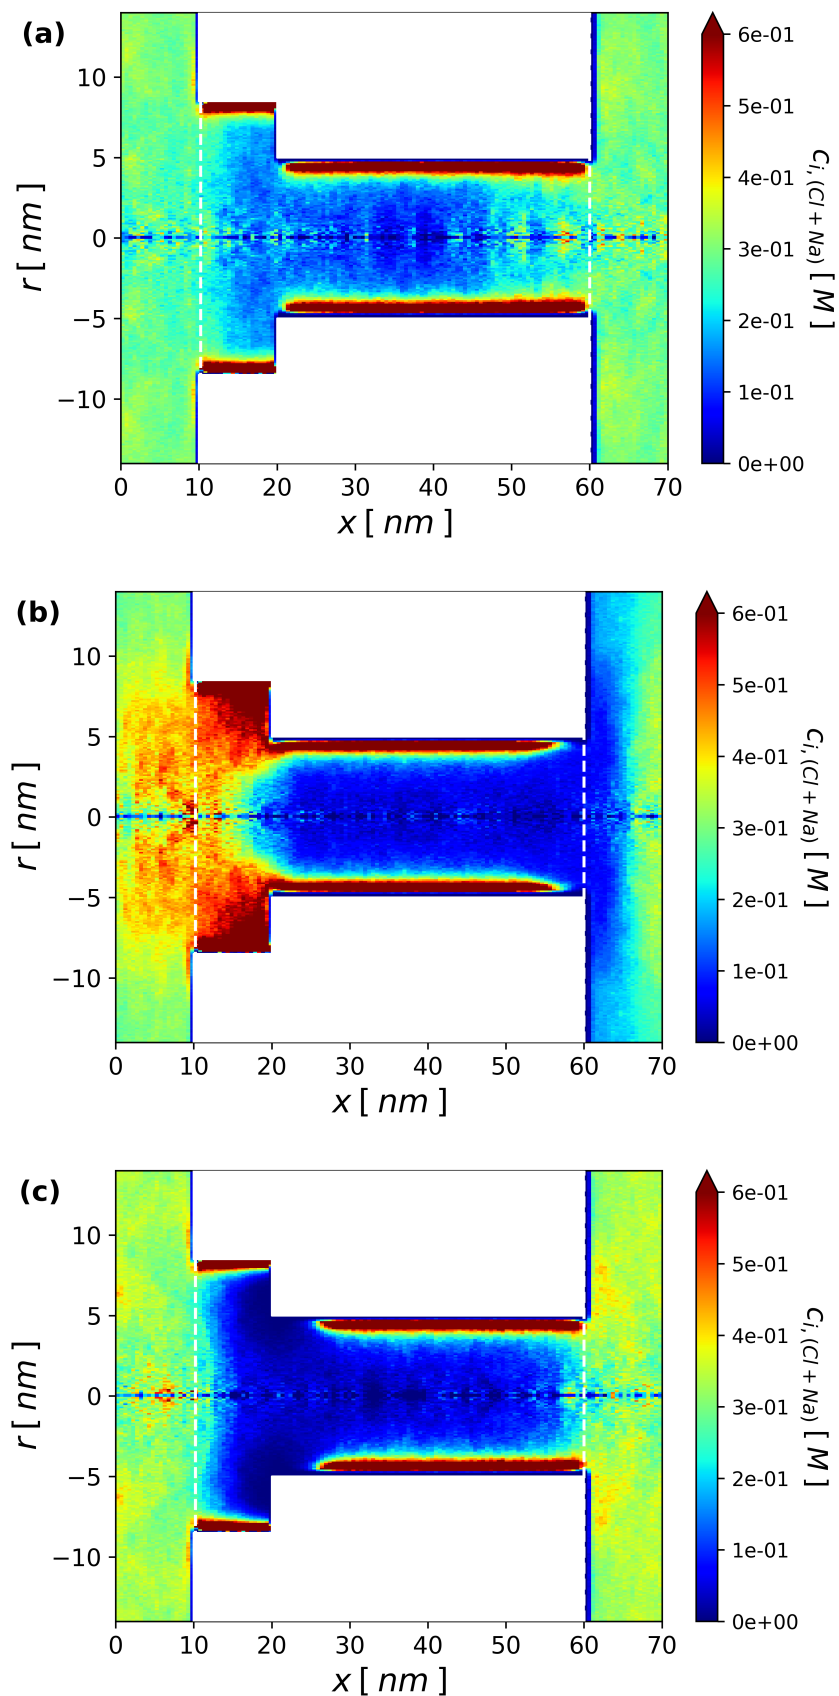 (a)
10
5
0
−5
−10
r [ nm ]
0 10 20 30 40 50 60 70
x [ nm ]
6e-01
5e-01
4e-01
3e-01
2e-01
1e-01
0e+00
Ci, (Cl + Na) [ M ]
(b)
10
5
0
−5
−10
r [ nm ]
0 10 20 30 40 50 60 70
x [ nm ]
6e-01
5e-01
4e-01
3e-01
2e-01
1e-01
0e+00
Ci, (Cl + Na) [ M ]
(c)
10
5
0
−5
−10
r [ nm ]
0 10 20 30 40 50 60 70
x [ nm ]
6e-01
5e-01
4e-01
3e-01
2e-01
1e-01
0e+00
Ci, (Cl + Na) [ M ]